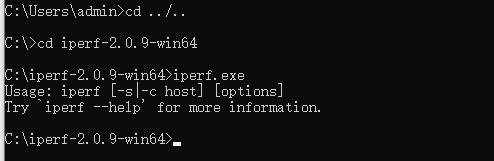 C:\Users\admin>cd ../..
C:\>cd iperf-2.0.9-win64
C:\iperf-2.0.9-win64>iperf.exe
Usage: iperf [-s|-c host] [options]
Try `iperf --help' for more information.
C:\iperf-2.0.9-win64>